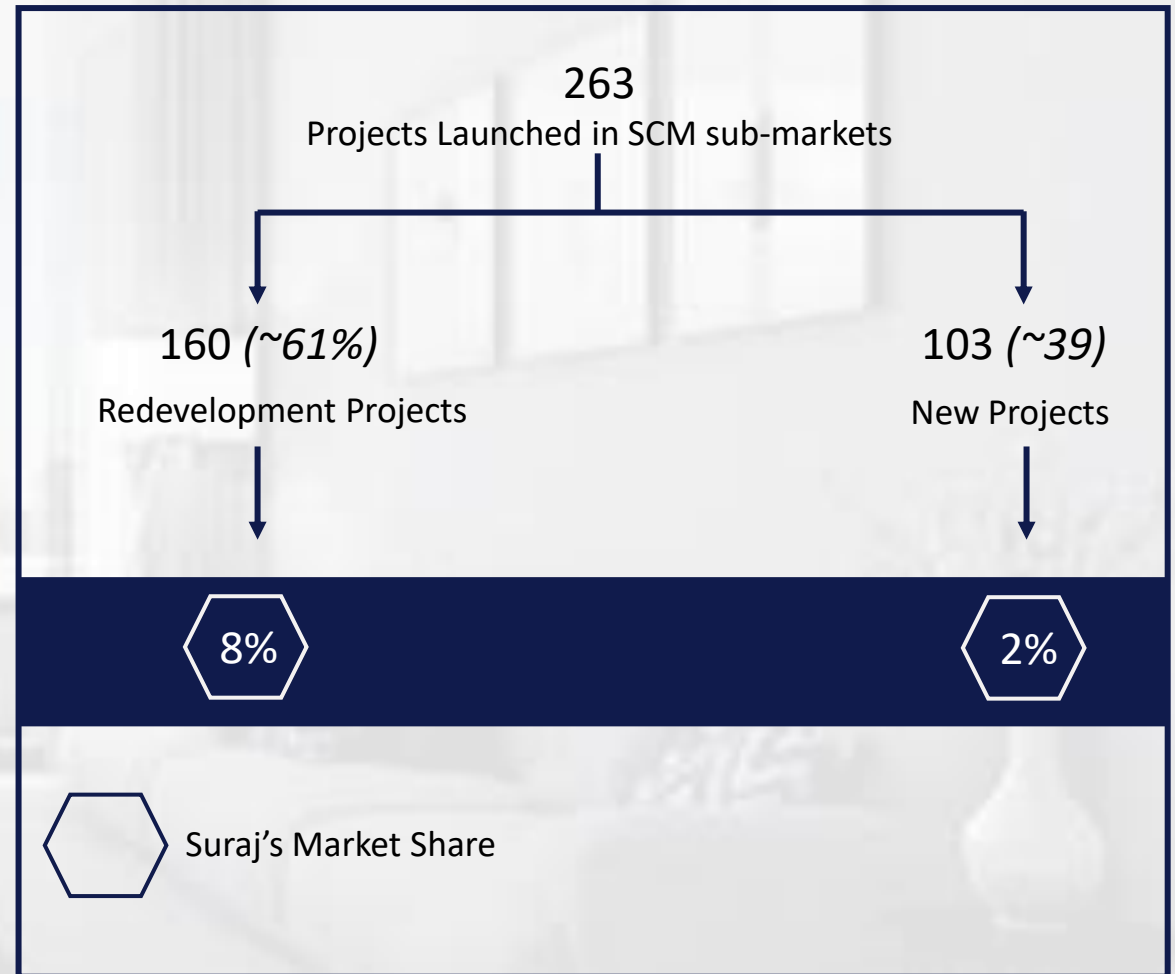 263
Projects Launched in SCM sub-markets
160 (~61%)
Redevelopment Projects
103 (~39)
New Projects
8%
2%
Suraj’s Market Share